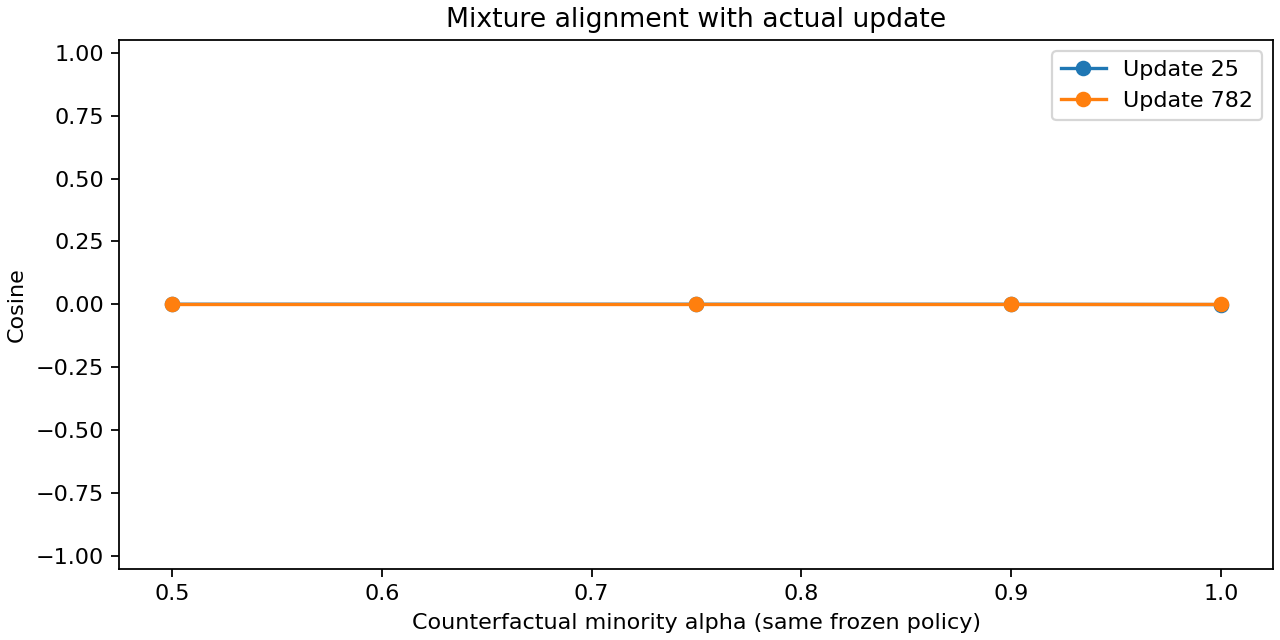 Mixture alignment with actual update
Update 25
Update 782
Cosine
1.00
0.75
0.50
0.25
0.00
−0.25
−0.50
−0.75
−1.00
0.5 0.6 0.7 0.8 0.9 1.0
Counterfactual minority alpha (same frozen policy)